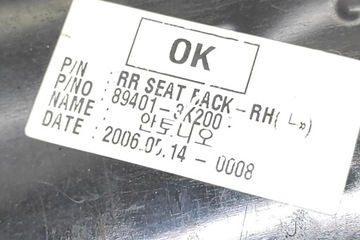 OK
P/N : RR SEAT BACK-RH(L»)
P/NO : 89401-3K200
NAME : 안토니오
DATE : 2006.05.14 - 0008